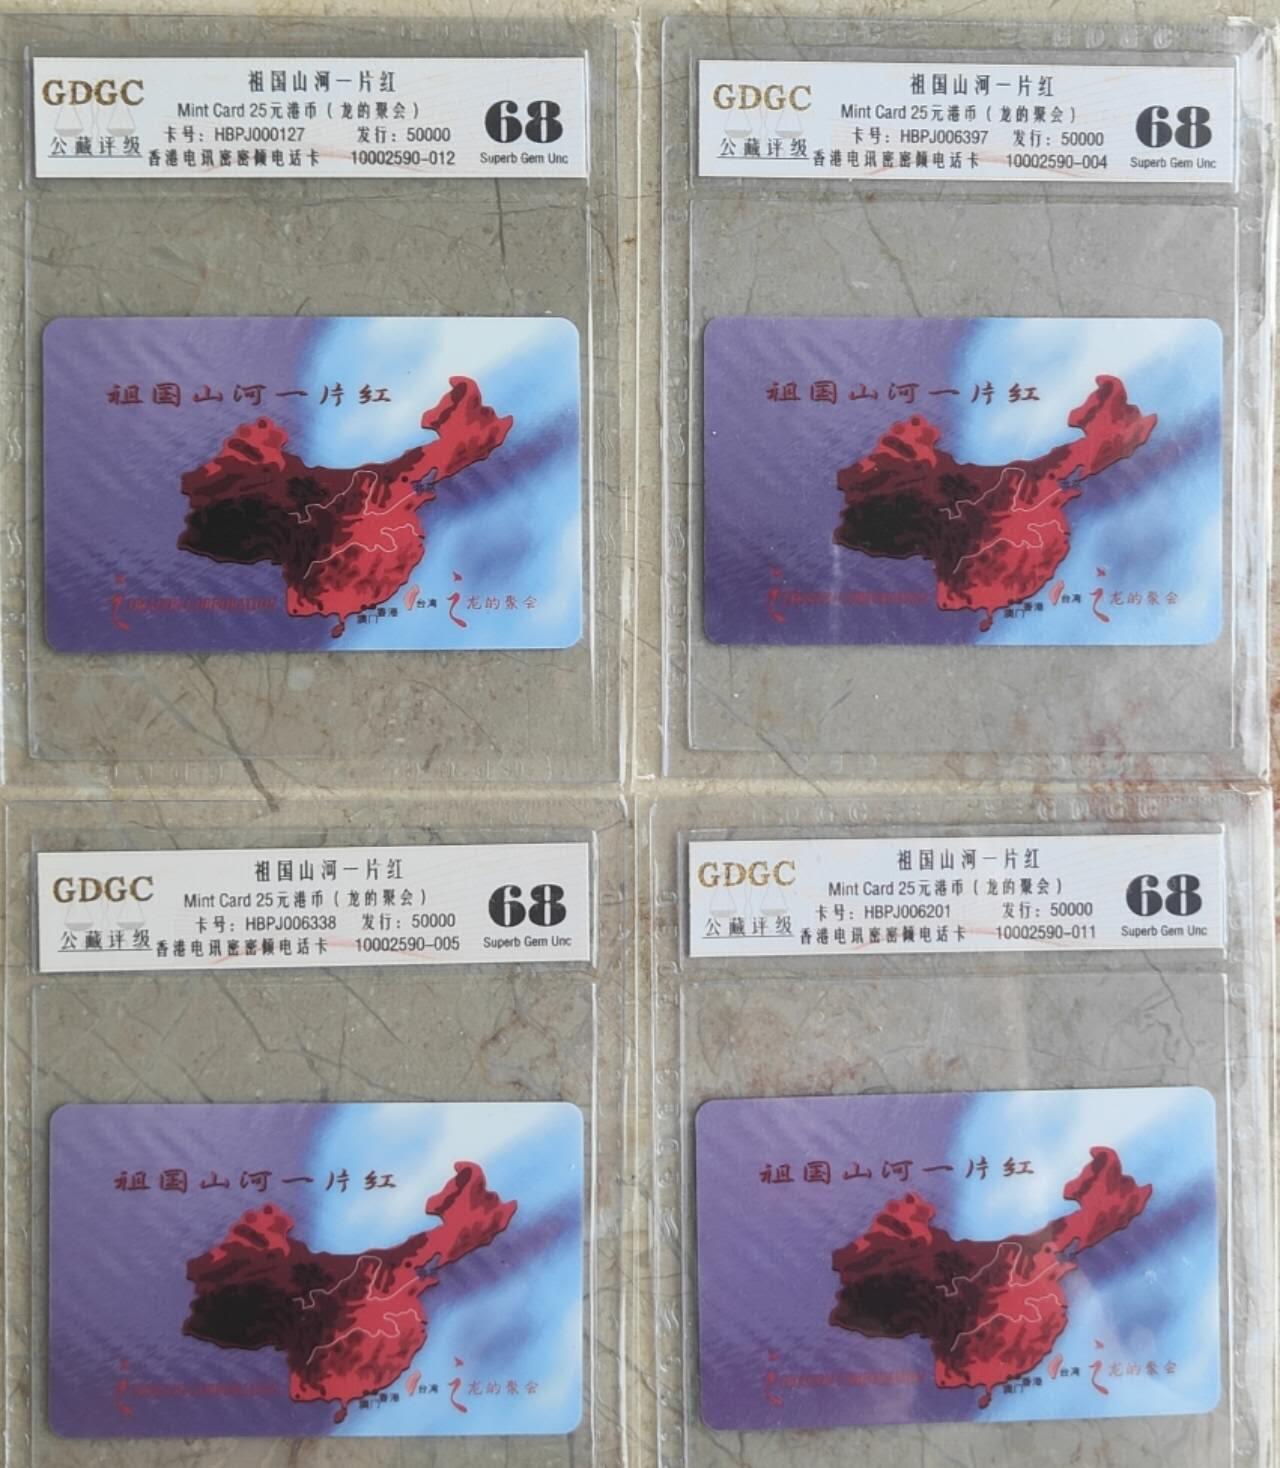 GDGC
公藏评级
祖国山河一片红
Mint Card 25元港币（龙的聚会）
卡号：HBPJ000127 发行：50000
香港电讯密密倾电话卡 10002590-012
68
Superb Gem Unc
祖国山河一片红
北京
台湾
香港
澳门
龙的聚会
GDGC
公藏评级
祖国山河一片红
Mint Card 25元港币（龙的聚会）
卡号：HBPJ006397 发行：50000
香港电讯密密倾电话卡 10002590-004
68
Superb Gem Unc
祖国山河一片红
北京
台湾
香港
澳门
龙的聚会
GDGC
公藏评级
祖国山河一片红
Mint Card 25元港币（龙的聚会）
卡号：HBPJ006338 发行：50000
香港电讯密密倾电话卡 10002590-005
68
Superb Gem Unc
祖国山河一片红
北京
台湾
香港
澳门
龙的聚会
GDGC
公藏评级
祖国山河一片红
Mint Card 25元港币（龙的聚会）
卡号：HBPJ006201 发行：50000
香港电讯密密倾电话卡 10002590-011
68
Superb Gem Unc
祖国山河一片红
北京
台湾
香港
澳门
龙的聚会